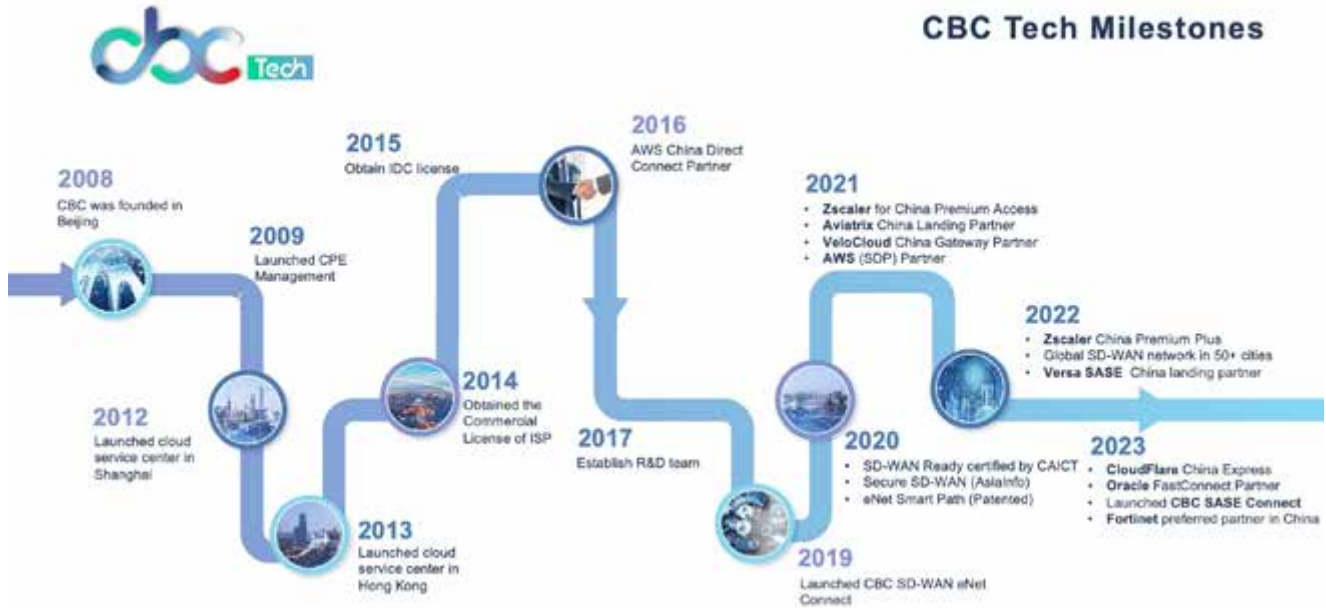 cbc Tech
CBC Tech Milestones
2008
CBC was founded in
Beijing
2009
Launched CPE
Management
2012
Launched cloud
service center in
Shanghai
2013
Launched cloud
service center in
Hong Kong
2014
Obtained the
Commercial
License of ISP
2015
Obtain IDC license
2016
AWS China Direct
Connect Partner
2017
Establish R&D team
2019
Launched CBC SD-WAN eNet
Connect
2020
• SD-WAN Ready certified by CAICT
• Secure SD-WAN (AsiaInfo)
• eNet Smart Path (Patented)
2021
• Zscaler for China Premium Access
• Aviatrix China Landing Partner
• VeloCloud China Gateway Partner
• AWS (SDP) Partner
2022
• Zscaler China Premium Plus
• Global SD-WAN network in 50+ cities
• Versa SASE China landing partner
2023
• CloudFlare China Express
• Oracle FastConnect Partner
• Launched CBC SASE Connect
• Fortinet preferred partner in China